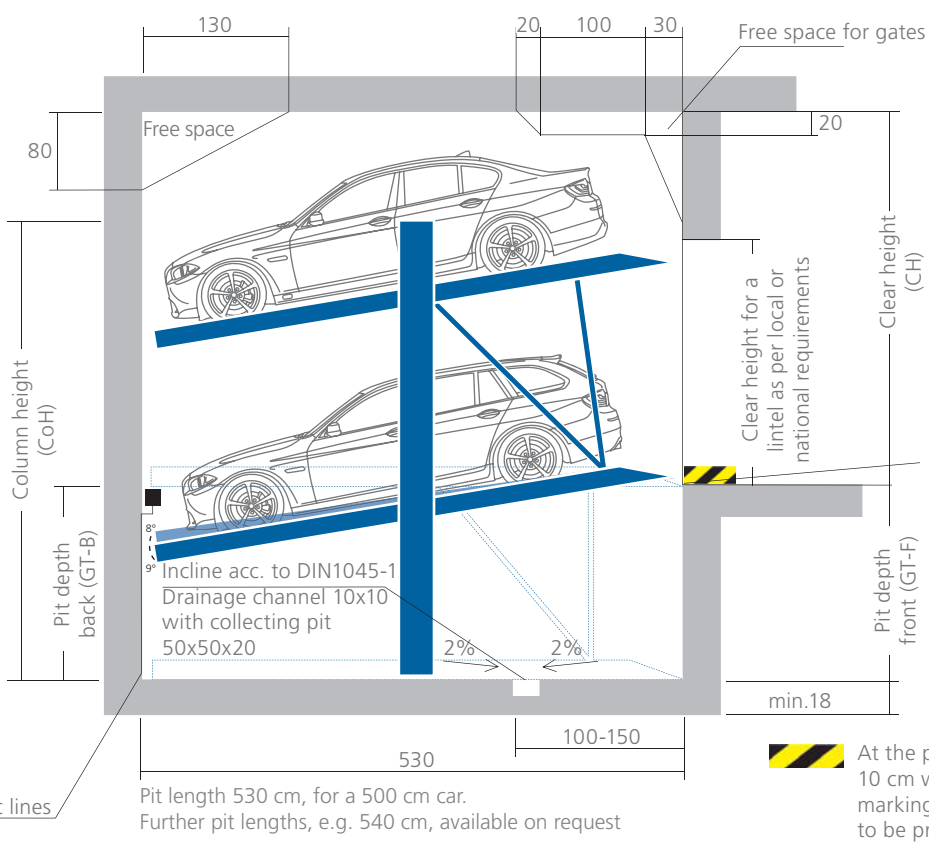 130
20
100
30
Free space for gates
Free space
80
20
Column height
(CoH)
Clear height for a
lintel as per local or
national requirements
Clear height
(CH)
8°
9°
Pit depth
back (GT-B)
Incline acc. to DIN1045-1
Drainage channel 10x10
with collecting pit
50x50x20
2%
2%
Pit depth
front (GT-F)
min.18
100-150
530
Pit length 530 cm, for a 500 cm car.
Further pit lengths, e.g. 540 cm, available on request
lines
At the
10 cm
marking
to be